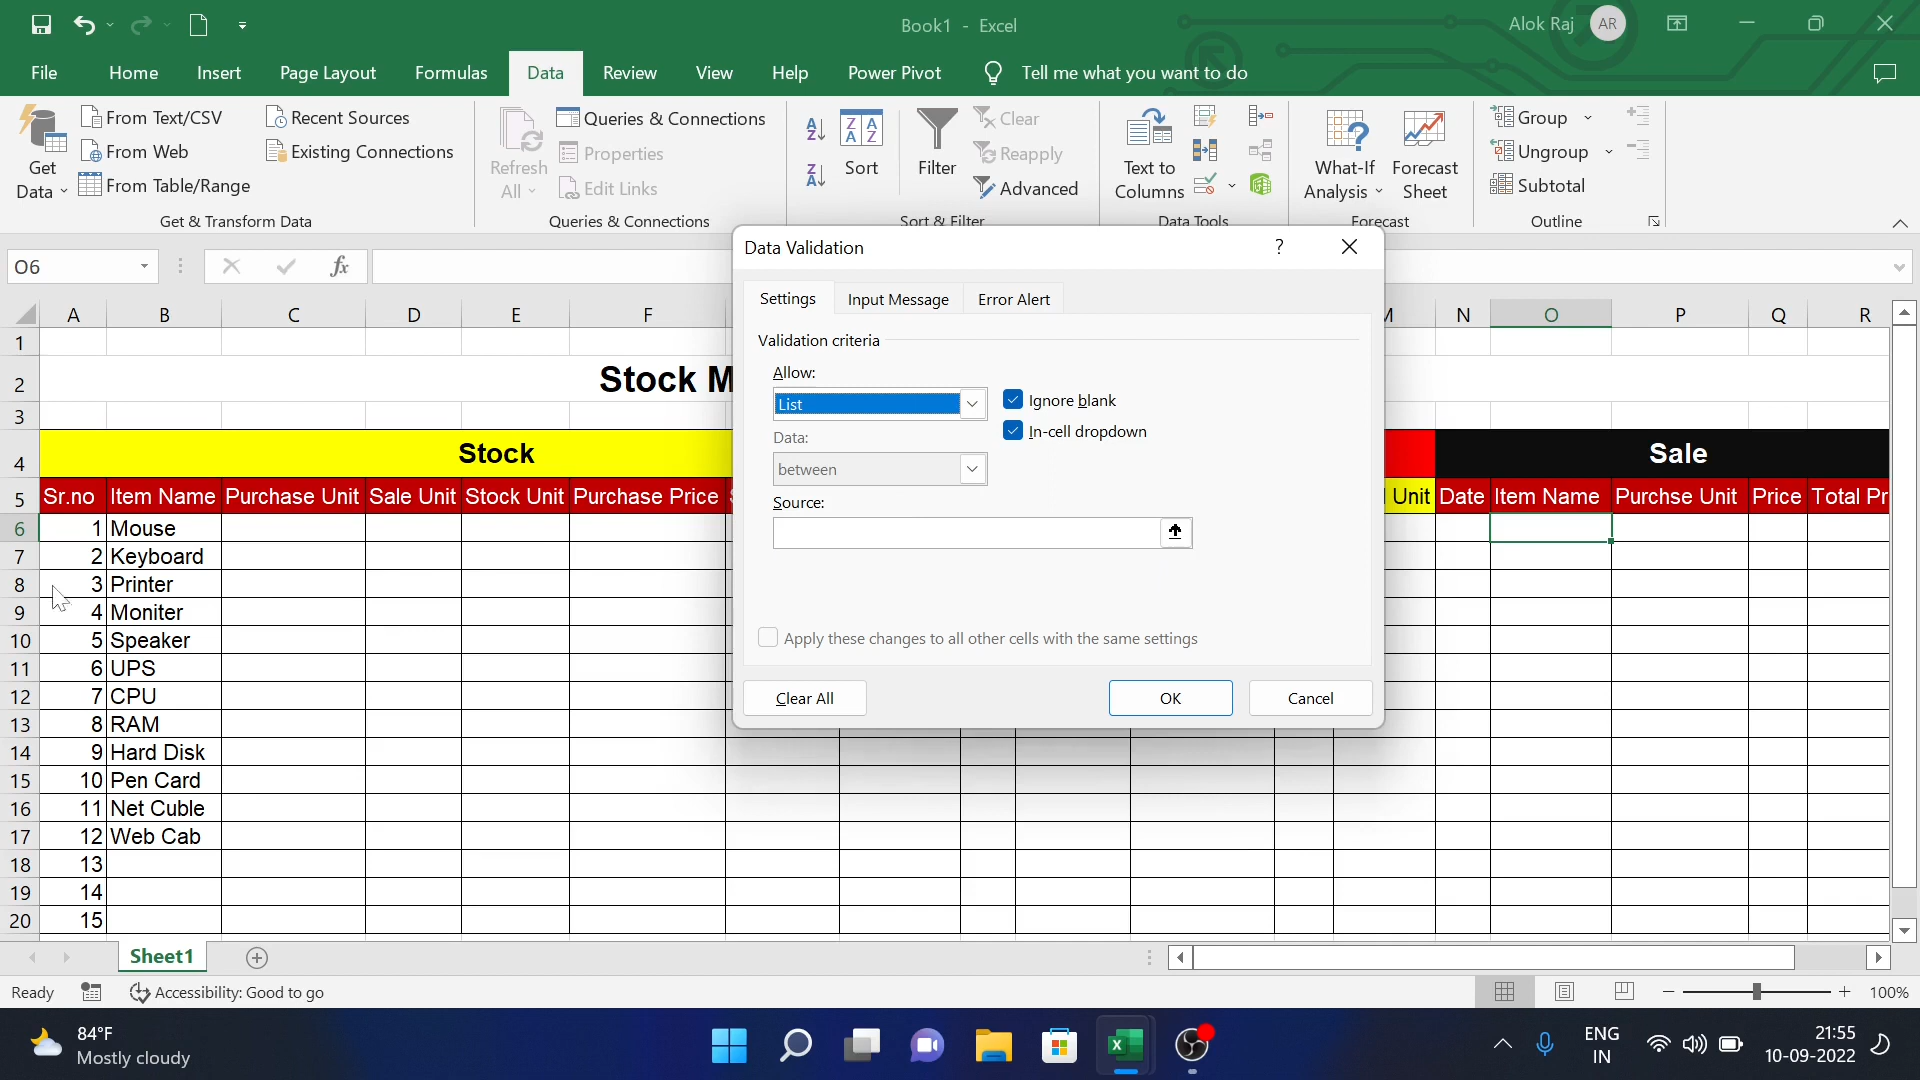 Book1 - Excel
Alok Raj AR
File Home Insert Page Layout Formulas Data Review View Help Power Pivot Tell me what you want to do
Get Data
From Text/CSV
From Web
From Table/Range
Recent Sources
Existing Connections
Get & Transform Data
Refresh All
Queries & Connections
Properties
Edit Links
Queries & Connections
Sort
Filter
Clear
Reapply
Advanced
Sort & Filter
Text to Columns
Data Tools
What-If Analysis
Forecast Sheet
Forecast
Group
Ungroup
Subtotal
Outline
O6
fx
Data Validation ?
Settings Input Message Error Alert
Validation criteria
Allow:
List
Ignore blank
In-cell dropdown
Data:
between
Source:
Apply these changes to all other cells with the same settings
Clear All OK Cancel
A B C D E F N O P Q R
1
2 Stock M
3
4 Stock Sale
5 Sr.no Item Name Purchase Unit Sale Unit Stock Unit Purchase Price Unit Date Item Name Purchse Unit Price Total Pr
6 1 Mouse
7 2 Keyboard
8 3 Printer
9 4 Moniter
10 5 Speaker
11 6 UPS
12 7 CPU
13 8 RAM
14 9 Hard Disk
15 10 Pen Card
16 11 Net Cuble
17 12 Web Cab
18 13
19 14
20 15
Sheet1
Ready Accessibility: Good to go 100%
84°F
Mostly cloudy
ENG
IN
21:55
10-09-2022